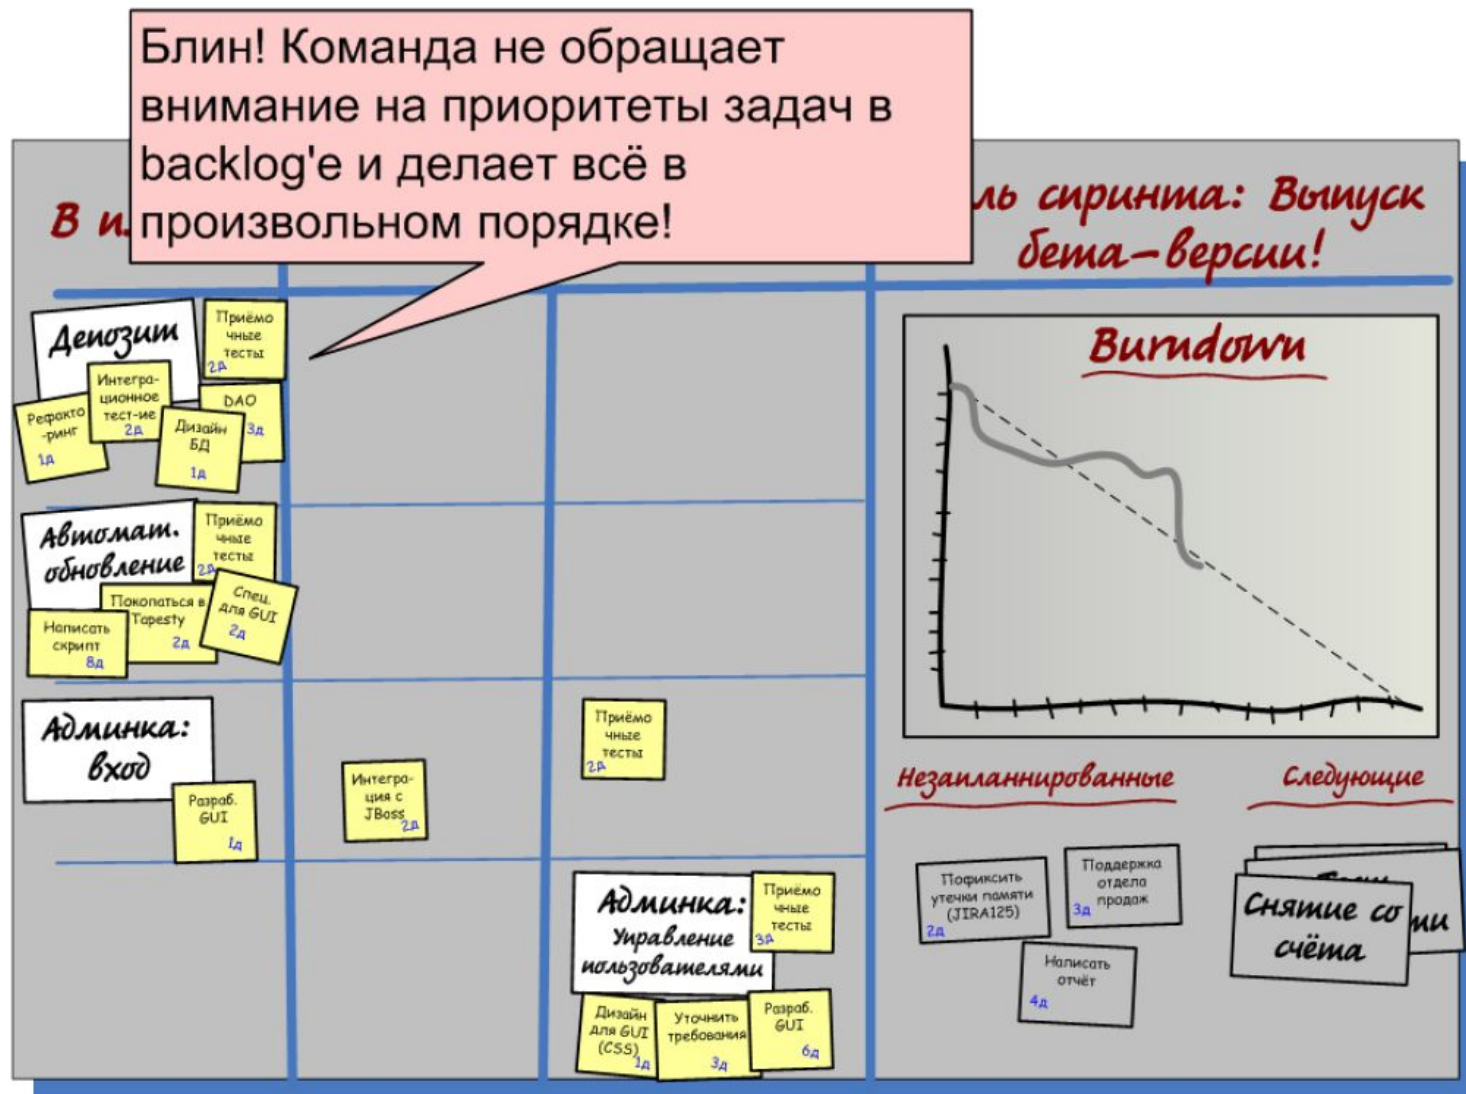 Блин! Команда не обращает
внимание на приоритеты задач в
backlog'е и делает всё в
произвольном порядке!
В
ль спринта: Выпуск
бета-версии!
Депозит
Приёмо
чные
тесты
2д
Интегра-
ционное
тест-ие
2д
Рефакто
-ринг
1д
DAO
3д
Дизайн
БД
1д
Автомат.
обновление
Приёмо
чные
тесты
2д
Покопаться в
Tapesty
2д
Спец.
для GUI
2д
Написать
скрипт
8д
Админка:
вход
Разраб.
GUI
1д
Интегра-
ция с
JBoss
2д
Приёмо
чные
тесты
2д
Админка:
Управление
пользователями
Приёмо
чные
тесты
3д
Дизайн
для GUI
(CSS)
1д
Уточнить
требования
3д
Разраб.
GUI
6д
Burndown
Незапланнированные
Следующие
Пофиксить
утечки памяти
(JIRA125)
2д
Поддержка
отдела
продаж
3д
Написать
отчёт
4д
Снятие со
счёта
ти